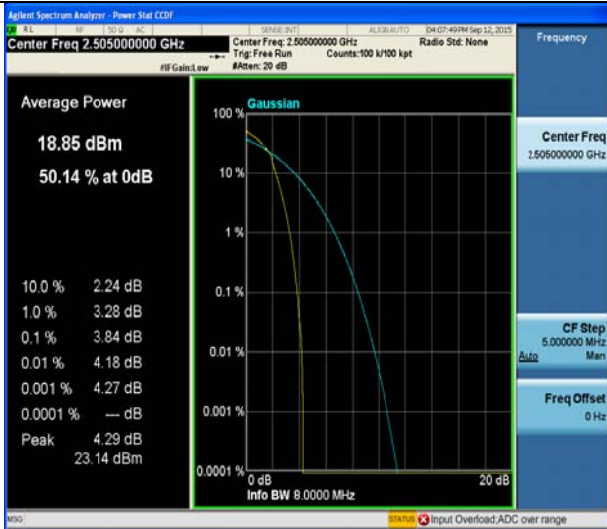 Agilent Spectrum Analyzer - Power Stat CCDF
RL RF 50 Ω AC SENSE:INT ALIGN AUTO 04:07:49 PM Sep 12, 2015
Center Freq 2.505000000 GHz
Center Freq: 2.505000000 GHz Radio Std: None
Trig: Free Run Counts:100 k/100 kpt
#IFGain:Low #Atten: 20 dB
Frequency
Average Power
18.85 dBm
50.14 % at 0dB
10.0 % 2.24 dB
1.0 % 3.28 dB
0.1 % 3.84 dB
0.01 % 4.18 dB
0.001 % 4.27 dB
0.0001 % --- dB
Peak 4.29 dB
23.14 dBm
Gaussian
100 %
10 %
1 %
0.1 %
0.01 %
0.001 %
0.0001 %
0 dB 20 dB
Info BW 8.0000 MHz
Center Freq
2.505000000 GHz
CF Step
5.000000 MHz
Auto Man
Freq Offset
0 Hz
MSG STATUS Input Overload;ADC over range